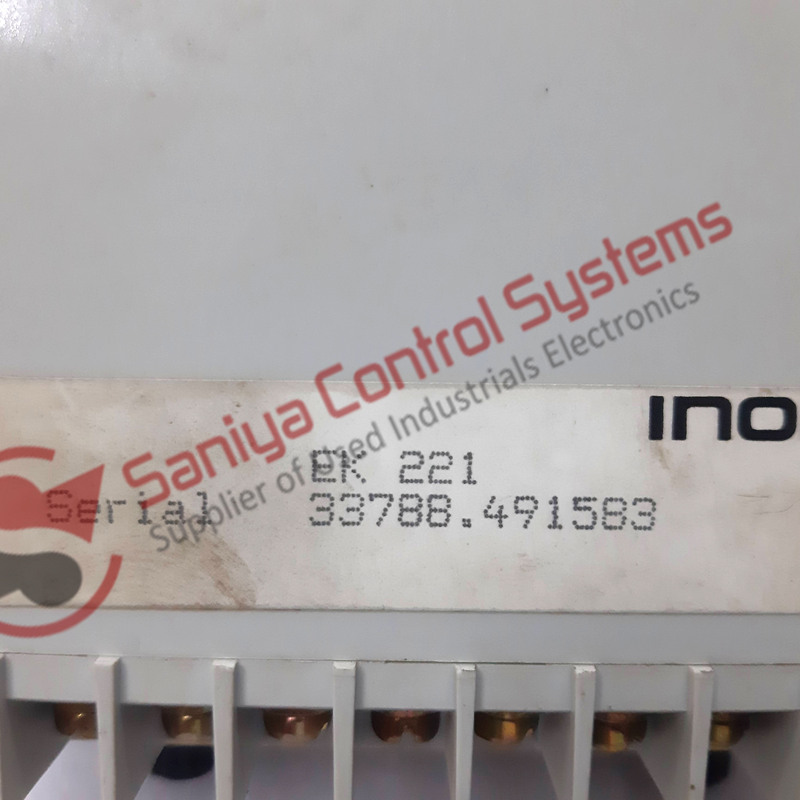 Saniya Control Systems
Supplier of Used Industrials Electronics
ino
EK 221
Serial 33788.491583